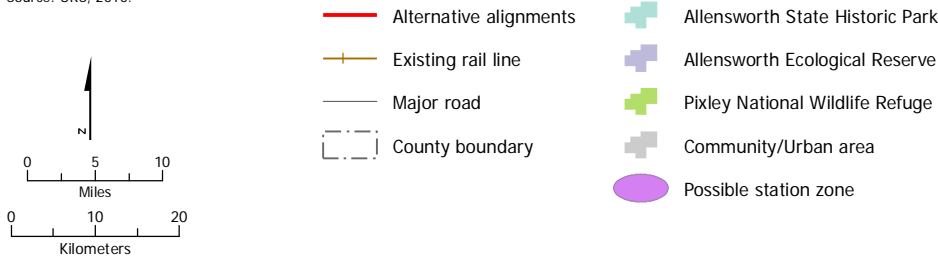 Alternative alignments
Existing rail line
Major road
County boundary
Allensworth State Historic Park
Allensworth Ecological Reserve
Pixley National Wildlife Refuge
Community/Urban area
Possible station zone
N
0 5 10
Miles
0 10 20
Kilometers